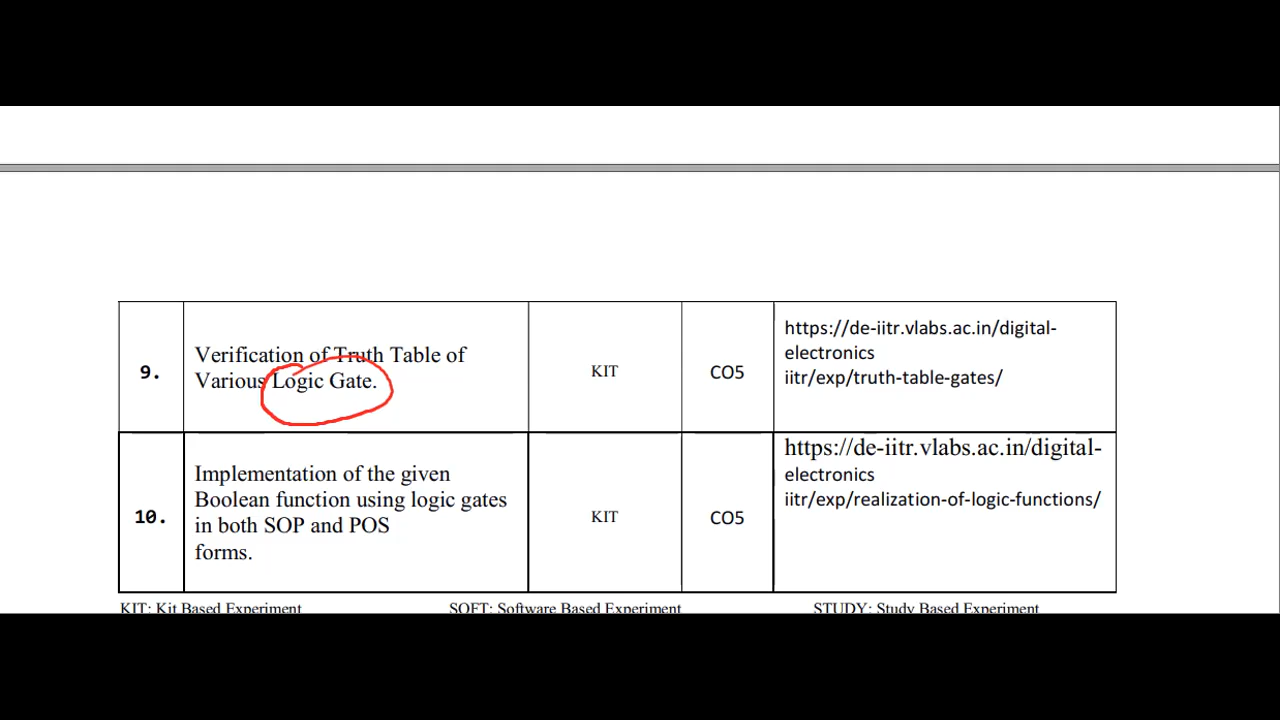 9.
Verification of Truth Table of
Various Logic Gate.
KIT
CO5
https://de-iitr.vlabs.ac.in/digital-
electronics
iitr/exp/truth-table-gates/
10.
Implementation of the given
Boolean function using logic gates
in both SOP and POS
forms.
KIT
CO5
https://de-iitr.vlabs.ac.in/digital-
electronics
iitr/exp/realization-of-logic-functions/
KIT: Kit Based Experiment SOFT: Software Based Experiment STUDY: Study Based Experiment